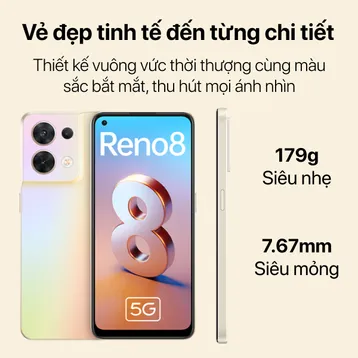 Vẻ đẹp tinh tế đến từng chi tiết
Thiết kế vuông vức thời thượng cùng màu
sắc bắt mắt, thu hút mọi ánh nhìn
Reno8
8
5G
179g
Siêu nhẹ
7.67mm
Siêu mỏng